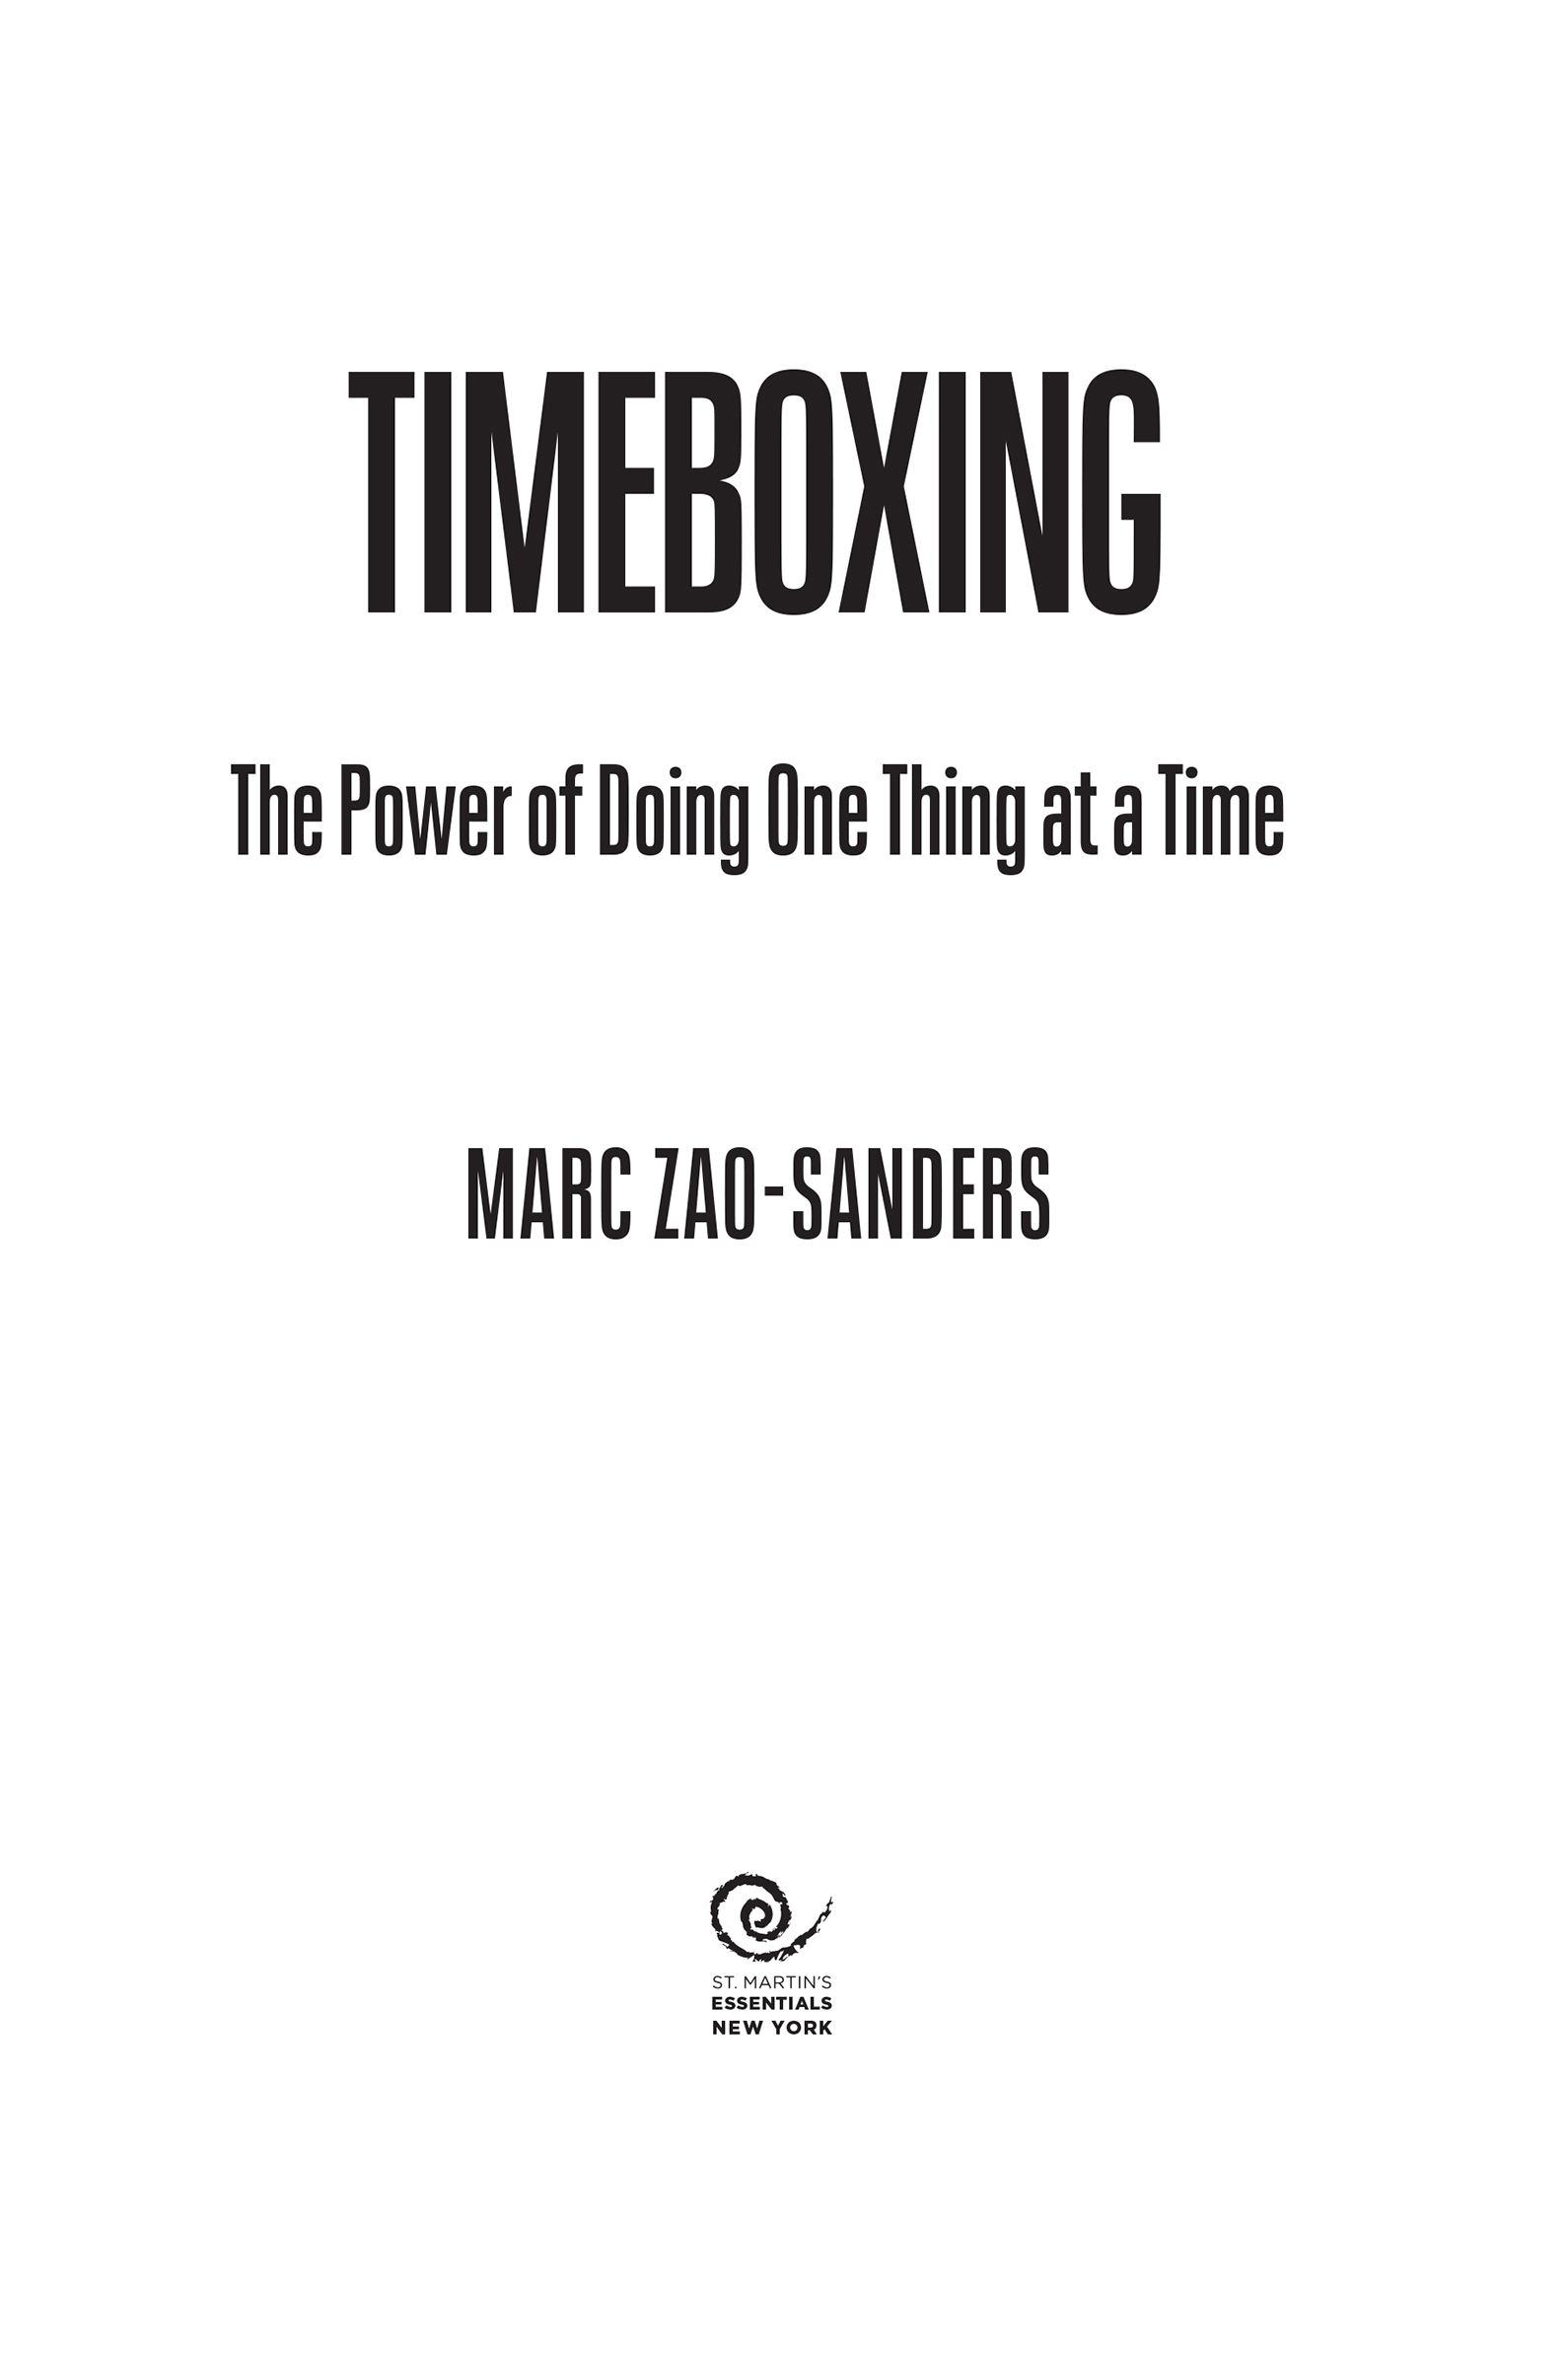 TIMEBOXING
The Power of Doing One Thing at a Time
MARC ZAO-SANDERS
ST. MARTIN'S
ESSENTIALS
NEW YORK